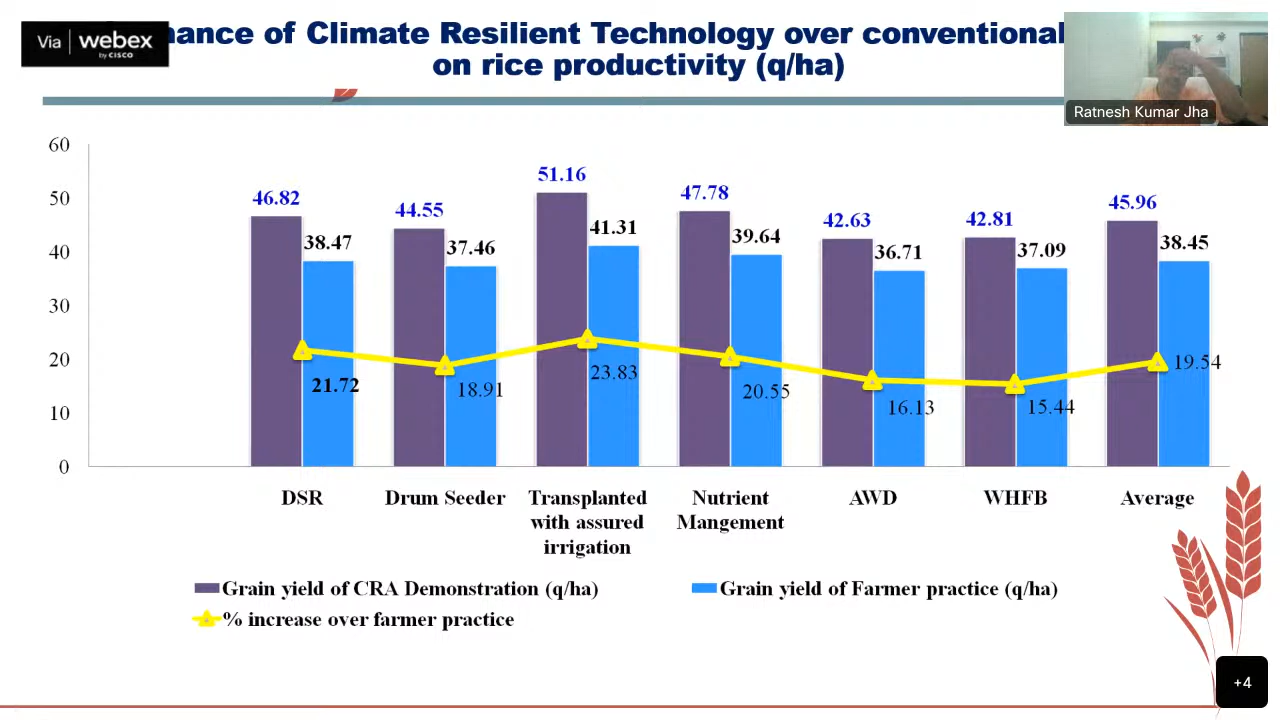 Via webex
by CISCO
mance of Climate Resilient Technology over conventional
on rice productivity (q/ha)
Ratnesh Kumar Jha
60
50
40
30
20
10
0
46.82 38.47 21.72
44.55 37.46 18.91
51.16 41.31 23.83
47.78 39.64 20.55
42.63 36.71 16.13
42.81 37.09 15.44
45.96 38.45 19.54
DSR
Drum Seeder
Transplanted
with assured
irrigation
Nutrient
Mangement
AWD
WHFB
Average
Grain yield of CRA Demonstration (q/ha)
Grain yield of Farmer practice (q/ha)
% increase over farmer practice
+4